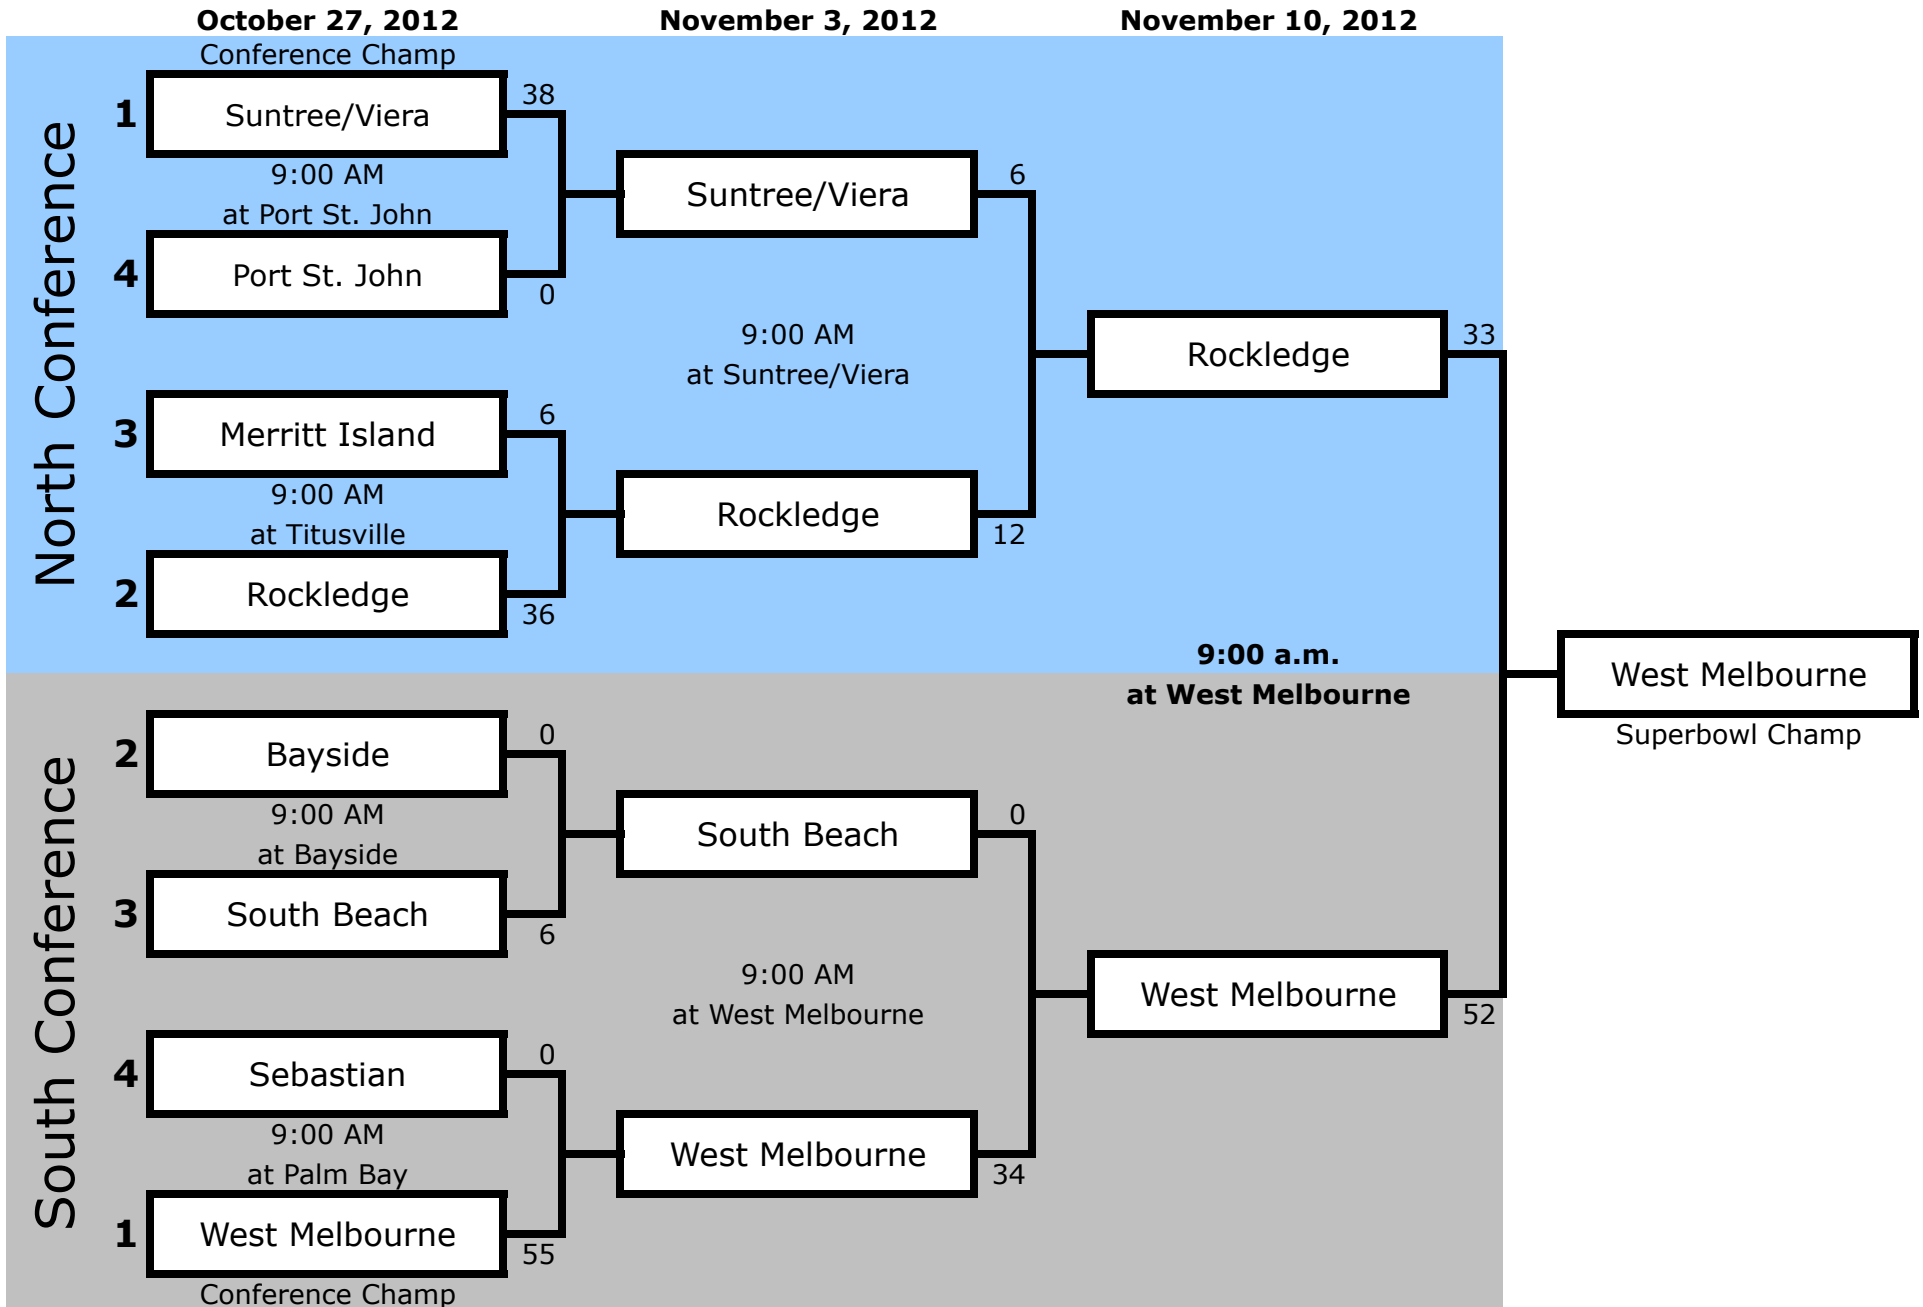 October 27, 2012
November 3, 2012
November 10, 2012
North Conference
Conference Champ
1
Suntree/Viera
38
9:00 AM
at Port St. John
4
Port St. John
0
3
Merritt Island
6
9:00 AM
at Titusville
2
Rockledge
36
Suntree/Viera
6
9:00 AM
at Suntree/Viera
Rockledge
12
Rockledge
33
9:00 a.m.
at West Melbourne
West Melbourne
Superbowl Champ
South Conference
2
Bayside
0
9:00 AM
at Bayside
3
South Beach
6
4
Sebastian
0
9:00 AM
at Palm Bay
1
West Melbourne
55
Conference Champ
South Beach
0
9:00 AM
at West Melbourne
West Melbourne
34
West Melbourne
52